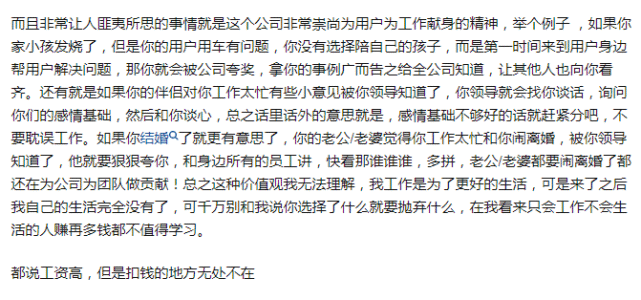 而且非常让人匪夷所思的事情就是这个公司非常崇尚为用户为工作献身的精神，举个例子 ，如果你
家小孩发烧了，但是你的用户用车有问题，你没有选择陪自己的孩子，而是第一时间来到用户身边
帮用户解决问题，那你就会被公司夸奖，拿你的事例广而告之给全公司知道，让其他人也向你看
齐。还有就是如果你的伴侣对你工作太忙有些小意见被你领导知道了，你领导就会找你谈话，询问
你们的感情基础，然后和你谈心，总之话里话外的意思就是，感情基础不够好的话就赶紧分吧，不
要耽误工作。如果你结婚了就更有意思了，你的老公/老婆觉得你工作太忙和你闹离婚，被你领导
知道了，他就要狠狠夸你，和身边所有的员工讲，快看那谁谁谁，多拼，老公/老婆都要闹离婚了都
还在为公司为团队做贡献！总之这种价值观我无法理解，我工作是为了更好的生活，可是来了之后
我自己的生活完全没有了，可千万别和我说你选择了什么就要抛弃什么，在我看来只会工作不会生
活的人赚再多钱都不值得学习。
都说工资高，但是扣钱的地方无处不在